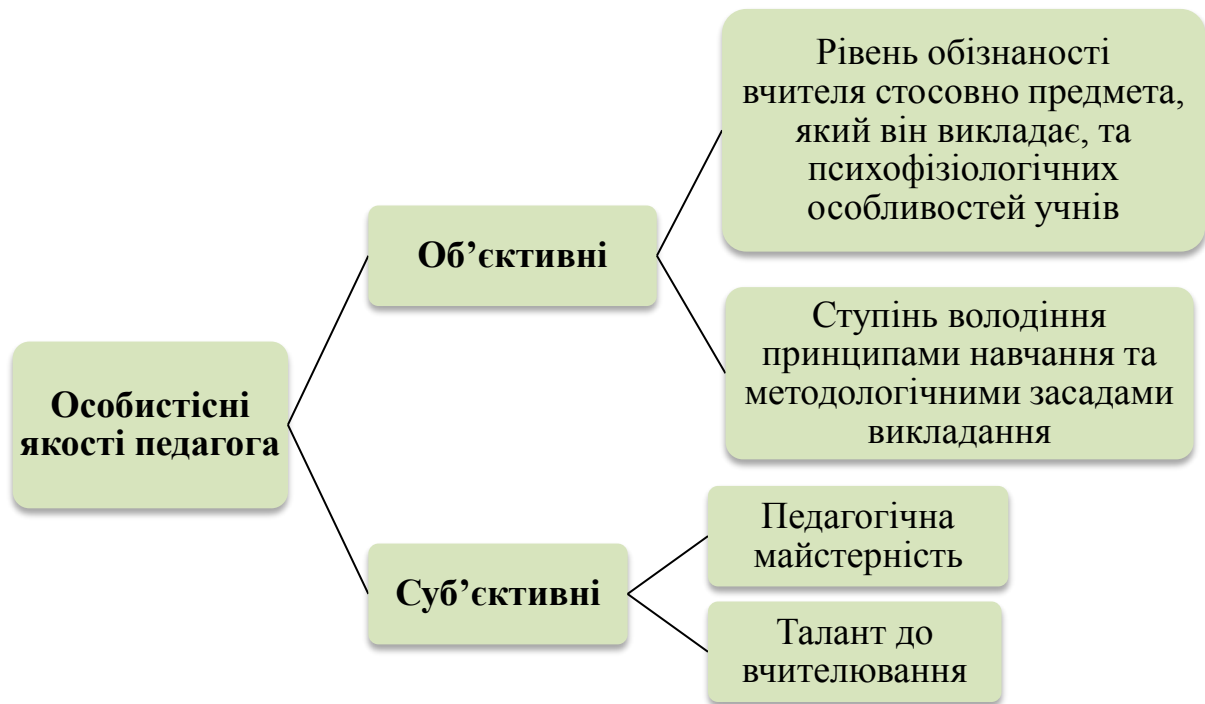 Особистісні
якості педагога
Об’єктивні
Рівень обізнаності
вчителя стосовно предмета,
який він викладає, та
психофізіологічних
особливостей учнів
Ступінь володіння
принципами навчання та
методологічними засадами
викладання
Суб’єктивні
Педагогічна
майстерність
Талант до
вчителювання